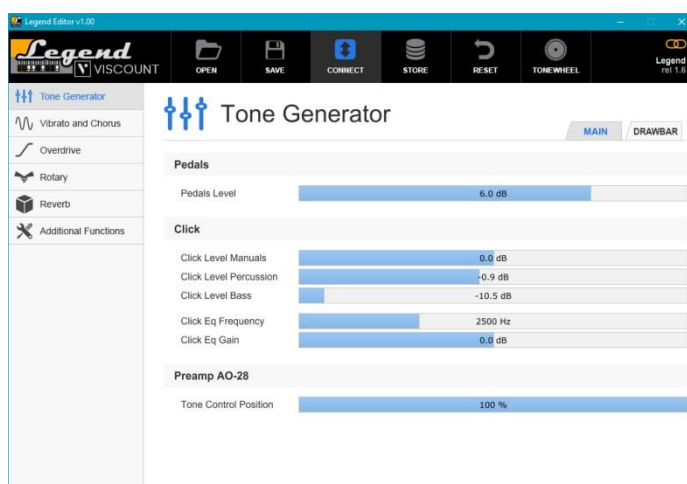 Legend Editor v1.00
Legend
VISCOUNT
OPEN
SAVE
CONNECT
STORE
RESET
TONEWHEEL
Legend
rel 1.6
Tone Generator
Vibrato and Chorus
Overdrive
Rotary
Reverb
Additional Functions
Tone Generator
MAIN
DRAWBAR
Pedals
Pedals Level 6.0 dB
Click
Click Level Manuals 0.0 dB
Click Level Percussion -0.9 dB
Click Level Bass -10.5 dB
Click Eq Frequency 2500 Hz
Click Eq Gain 0.0 dB
Preamp AO-28
Tone Control Position 100 %